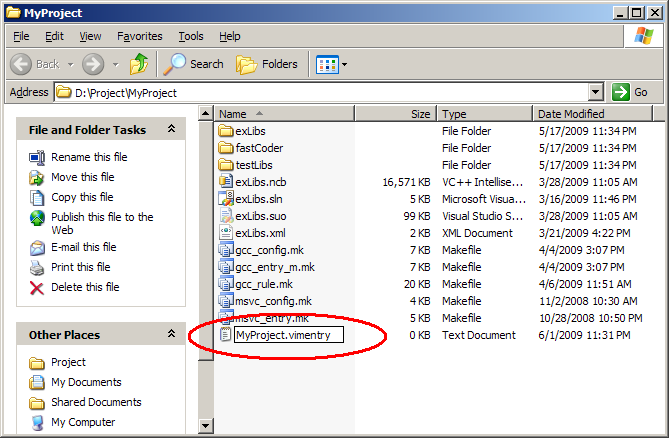 MyProject
File Edit View Favorites Tools Help
Back Search Folders
Address D:\Project\MyProject Go
File and Folder Tasks
Rename this file
Move this file
Copy this file
Publish this file to the
Web
E-mail this file
Print this file
Delete this file
Other Places
Project
My Documents
Shared Documents
My Computer
Name Size Type Date Modified
exLibs File Folder 5/17/2009 11:34 PM
fastCoder File Folder 5/17/2009 11:34 PM
testLibs File Folder 5/17/2009 11:34 PM
exLibs.ncb 16,571 KB VC++ Intellise... 3/28/2009 11:05 AM
exLibs.sln 5 KB Microsoft Visua... 3/16/2009 11:46 PM
exLibs.suo 99 KB Visual Studio S... 3/28/2009 11:05 AM
exLibs.xml 2 KB XML Document 3/21/2009 4:22 PM
gcc_config.mk 7 KB Makefile 4/4/2009 3:07 PM
gcc_entry_m.mk 7 KB Makefile 4/4/2009 3:07 PM
gcc_rule.mk 20 KB Makefile 4/6/2009 11:51 AM
msvc_config.mk 4 KB Makefile 11/2/2008 10:30 AM
msvc_entry.mk 5 KB Makefile 10/28/2008 10:50 PM
MyProject.vimentry 0 KB Text Document 6/1/2009 11:31 PM